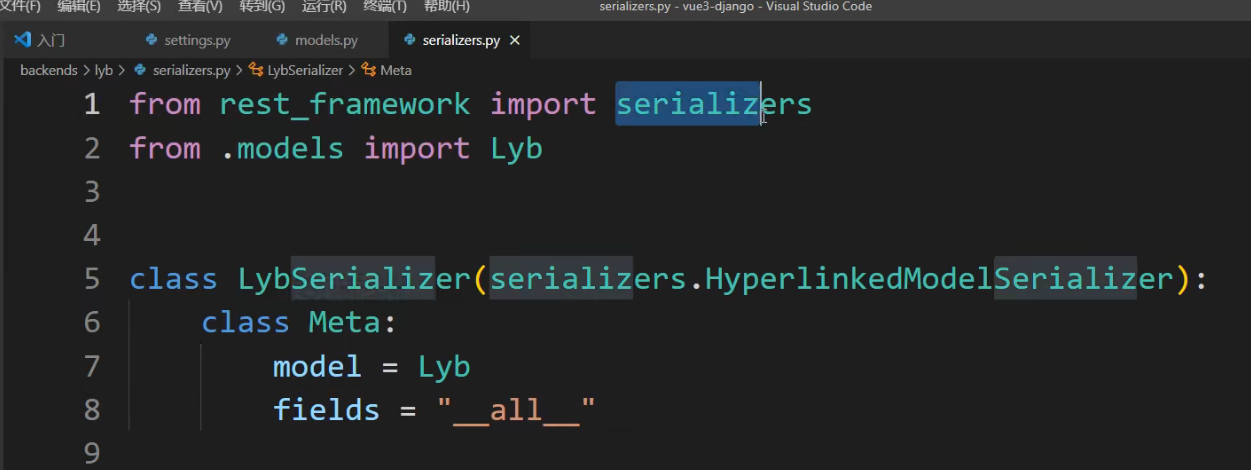 文件(F) 编辑(E) 选择(S) 查看(V) 转到(G) 运行(R) 终端(T) 帮助(H) serializers.py - vue3-django - Visual Studio Code
入门 settings.py models.py serializers.py ×
backends > lyb > serializers.py > LybSerializer > Meta
1 from rest_framework import serializers
2 from .models import Lyb
3
4
5 class LybSerializer(serializers.HyperlinkedModelSerializer):
6 class Meta:
7 model = Lyb
8 fields = "__all__"
9